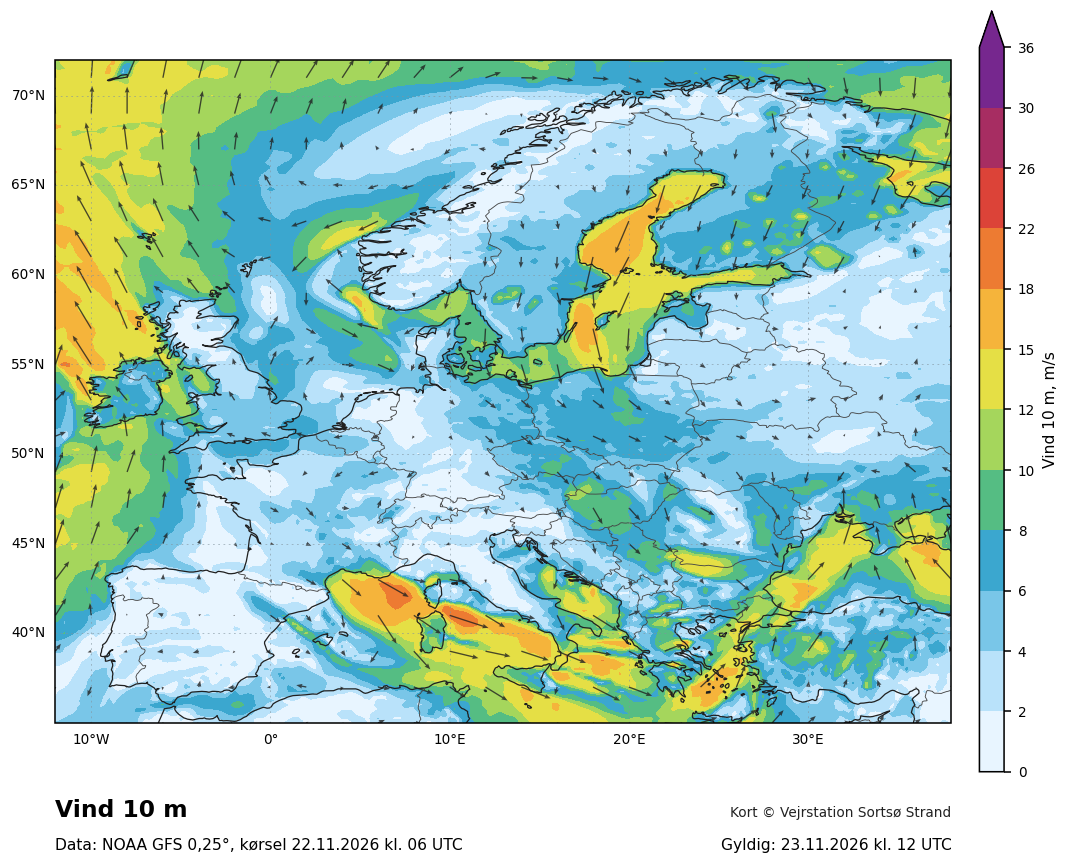 36
30
26
22
18
15
12
10
8
6
4
2
0
Vind 10 m, m/s
70°N
65°N
60°N
55°N
50°N
45°N
40°N
10°W
0°
10°E
20°E
30°E
Vind 10 m
Kort © Vejrstation Sortsø Strand
Data: NOAA GFS 0,25°, kørsel 22.11.2026 kl. 06 UTC
Gyldig: 23.11.2026 kl. 12 UTC